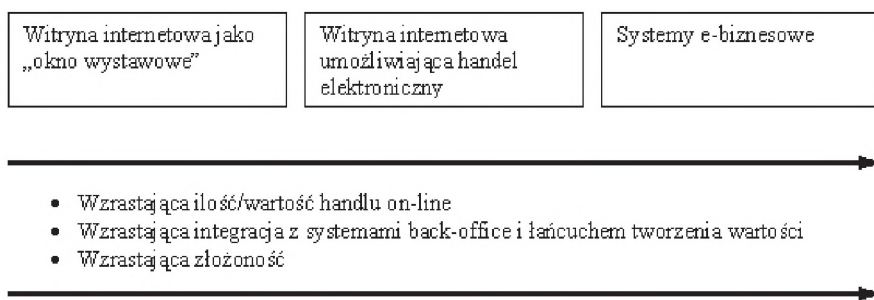 Witryna internetowa jako
„okno wystawowe”
Witryna internetowa
umożliwiająca handel
elektroniczny
Systemy e-biznesowe
• Wzrastająca ilość/wartość handlu on-line
• Wzrastająca integracja z systemami back-office i łańcuchem tworzenia wartości
• Wzrastająca złożoność